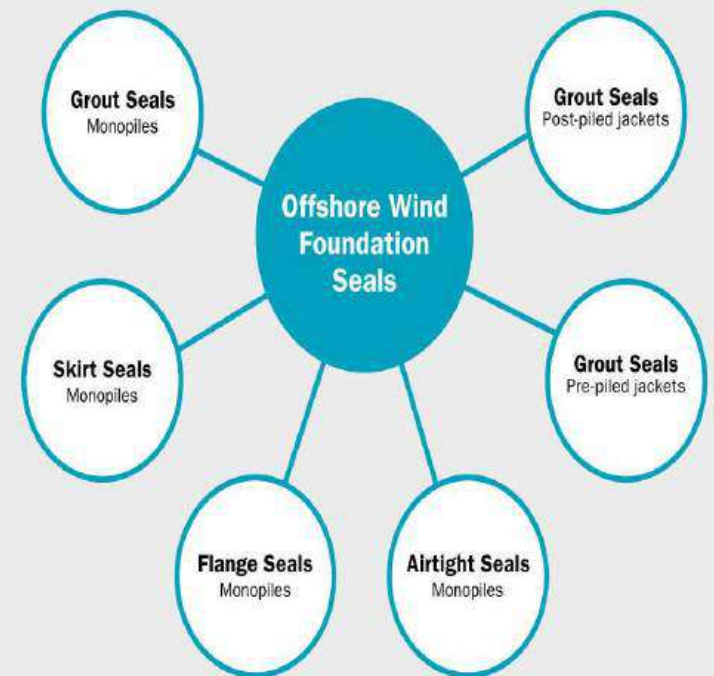 Grout Seals
Monopiles
Offshore Wind
Foundation
Seals
Grout Seals
Post-piled jackets
Skirt Seals
Monopiles
Grout Seals
Pre-piled jackets
Flange Seals
Monopiles
Airtight Seals
Monopiles